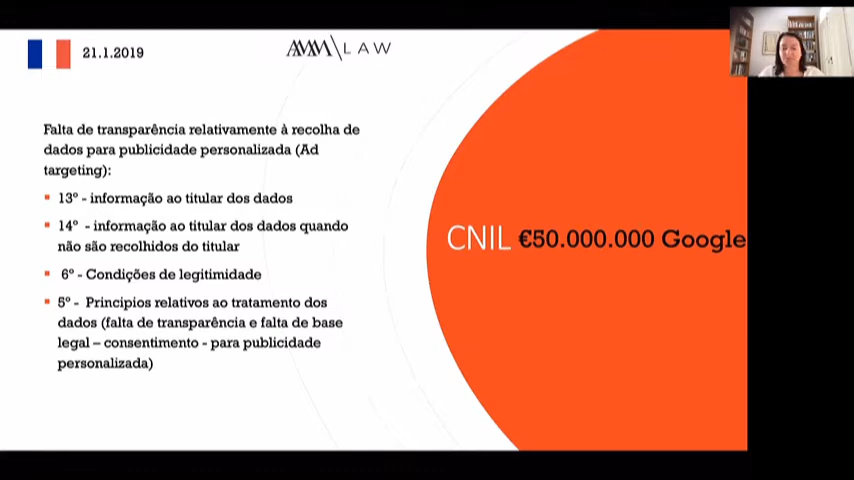 21.1.2019
AMM\LAW
Falta de transparência relativamente à recolha de
dados para publicidade personalizada (Ad
targeting):
13º - informação ao titular dos dados
14º - informação ao titular dos dados quando
não são recolhidos do titular
6º - Condições de legitimidade
5º - Principios relativos ao tratamento dos
dados (falta de transparência e falta de base
legal – consentimento - para publicidade
personalizada)
CNIL €50.000.000 Google